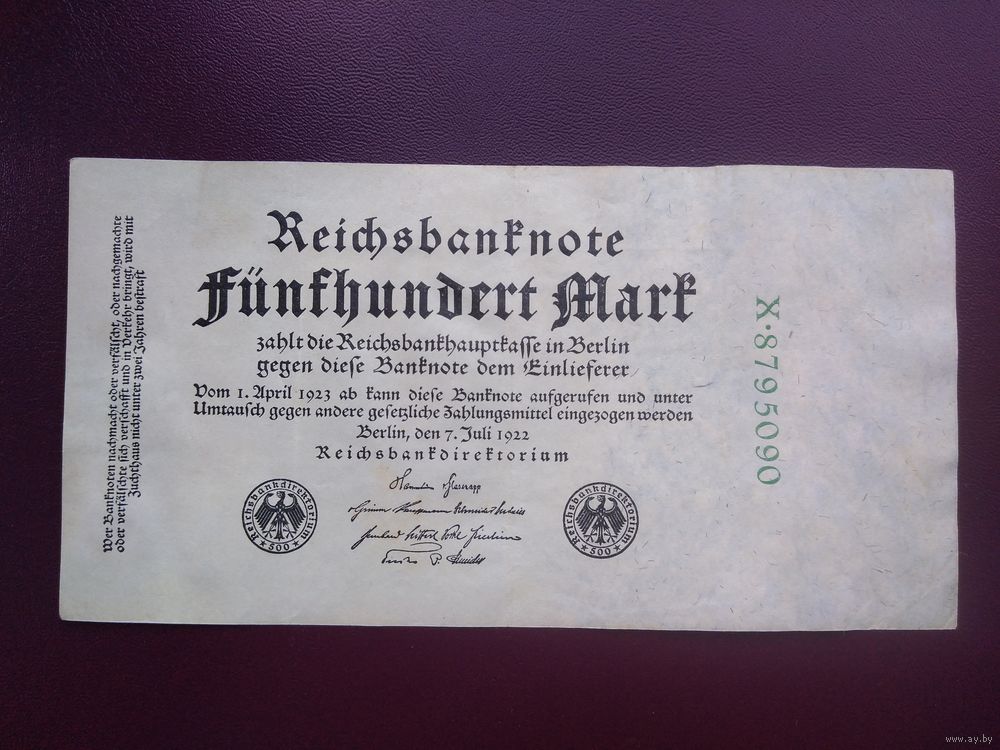 Reichsbanknote
Fünfhundert Mark
zahlt die Reichsbankhauptkasse in Berlin
gegen diese Banknote dem Einlieferer
Vom 1. April 1923 ab kann diese Banknote aufgerufen und unter
Umtausch gegen andere gesetzliche Zahlungsmittel eingezogen werden
Berlin, den 7. Juli 1922
Reichsbankdirektorium
Reichsbankdirektorium
★500★
Reichsbankdirektorium
★500★
Wer Banknoten nachmacht oder verfälscht, oder nachgemachte
oder verfälschte sich verschafft und in Verkehr bringt, wird mit
Zuchthaus nicht unter zwei Jahren bestraft
X·8795090
www.ay.by